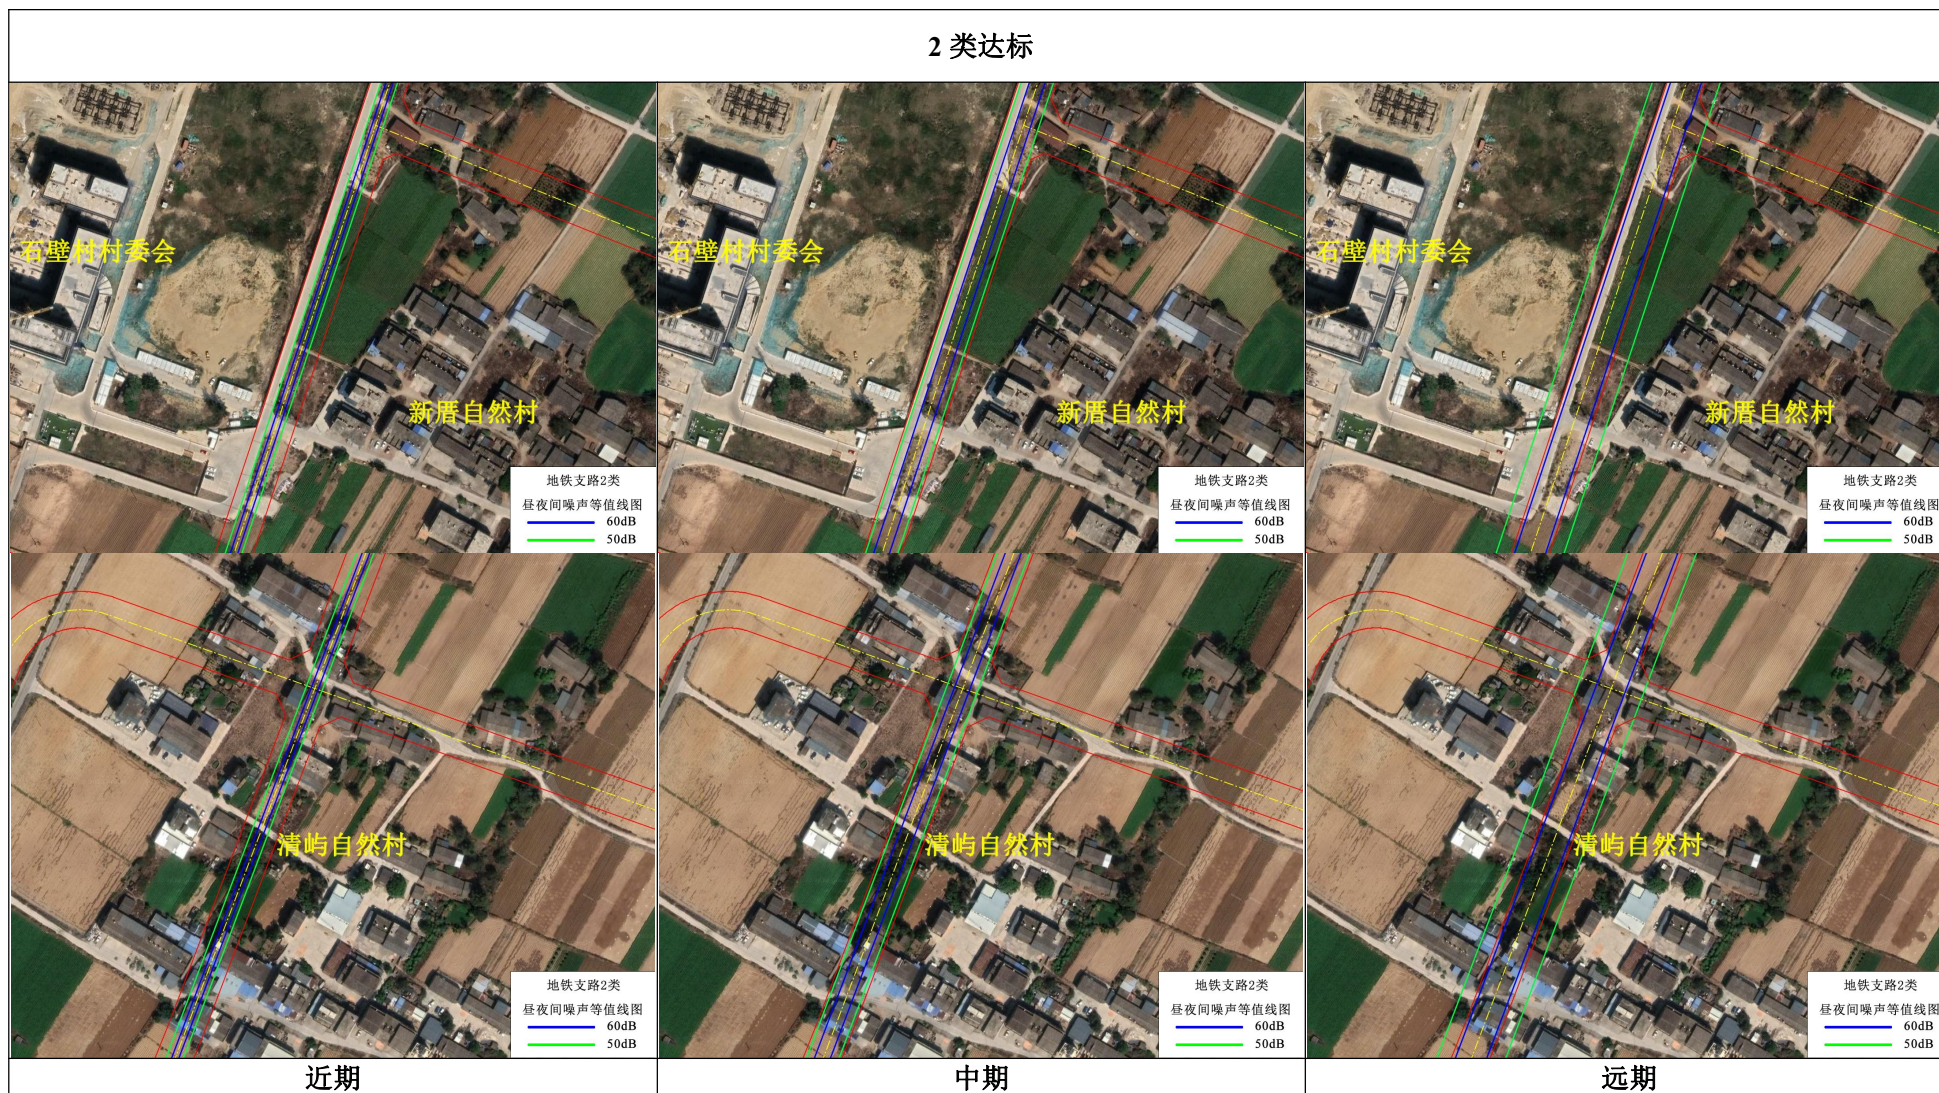 2 类达标
石壁村村委会
新厝自然村
地铁支路2类
昼夜间噪声等值线图
60dB
50dB
石壁村村委会
新厝自然村
地铁支路2类
昼夜间噪声等值线图
60dB
50dB
石壁村村委会
新厝自然村
地铁支路2类
昼夜间噪声等值线图
60dB
50dB
清屿自然村
地铁支路2类
昼夜间噪声等值线图
60dB
50dB
清屿自然村
地铁支路2类
昼夜间噪声等值线图
60dB
50dB
清屿自然村
地铁支路2类
昼夜间噪声等值线图
60dB
50dB
近期
中期
远期